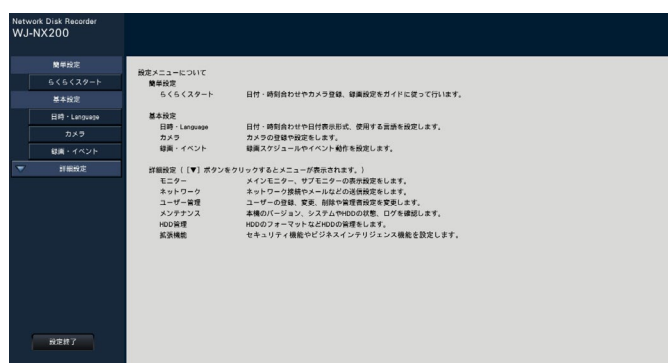 Network Disk Recorder
WJ-NX200
簡単設定
らくらくスタート
基本設定
日時・Language
カメラ
録画・イベント
▼ 詳細設定
設定終了
設定メニューについて
簡単設定
らくらくスタート 日付・時刻合わせやカメラ登録、録画設定をガイドに従って行います。
基本設定
日時・Language 日付・時刻合わせや日付表示形式、使用する言語を設定します。
カメラ カメラの登録や設定をします。
録画・イベント 録画スケジュールやイベント動作を設定します。
詳細設定（［▼］ボタンをクリックするとメニューが表示されます。）
モニター メインモニター、サブモニターの表示設定をします。
ネットワーク ネットワーク接続やメールなどの送信設定をします。
ユーザー管理 ユーザーの登録、変更、削除や管理者設定を変更します。
メンテナンス 本機のバージョン、システムやHDDの状態、ログを確認します。
HDD管理 HDDのフォーマットなどHDDの管理をします。
拡張機能 セキュリティ機能やビジネスインテリジェンス機能を設定します。